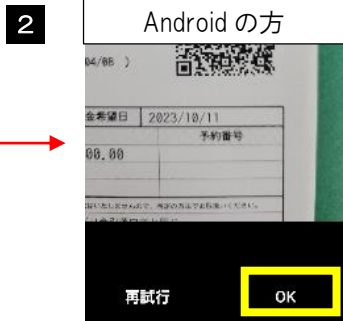 2
Android の方
04/08 )
金希望日 2023/10/11
予約番号
00.00
再試行 OK